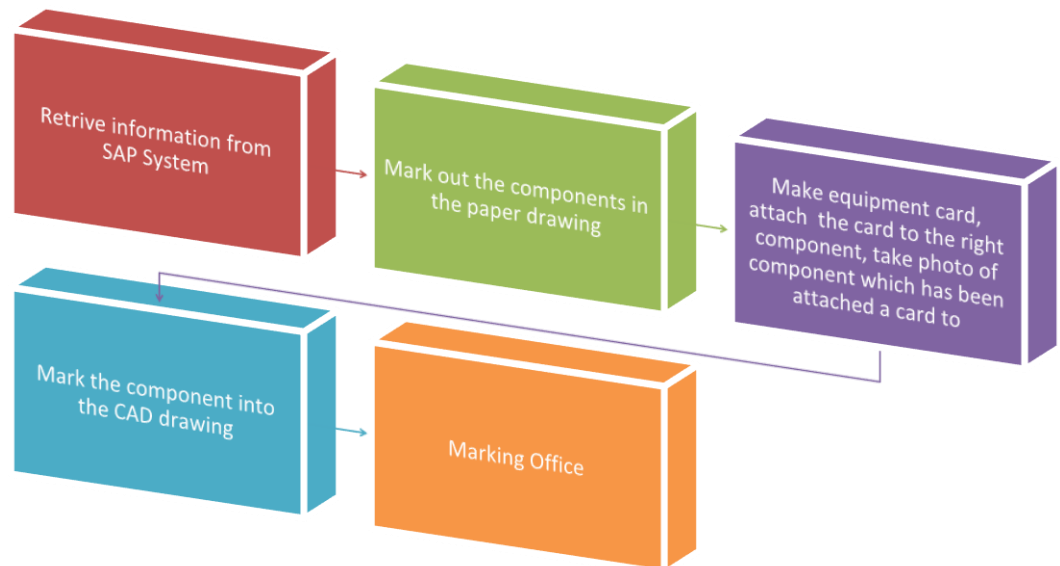 Retrive information from
SAP System
Mark out the components in
the paper drawing
Make equipment card,
attach the card to the right
component, take photo of
component which has been
attached a card to
Mark the component into
the CAD drawing
Marking Office